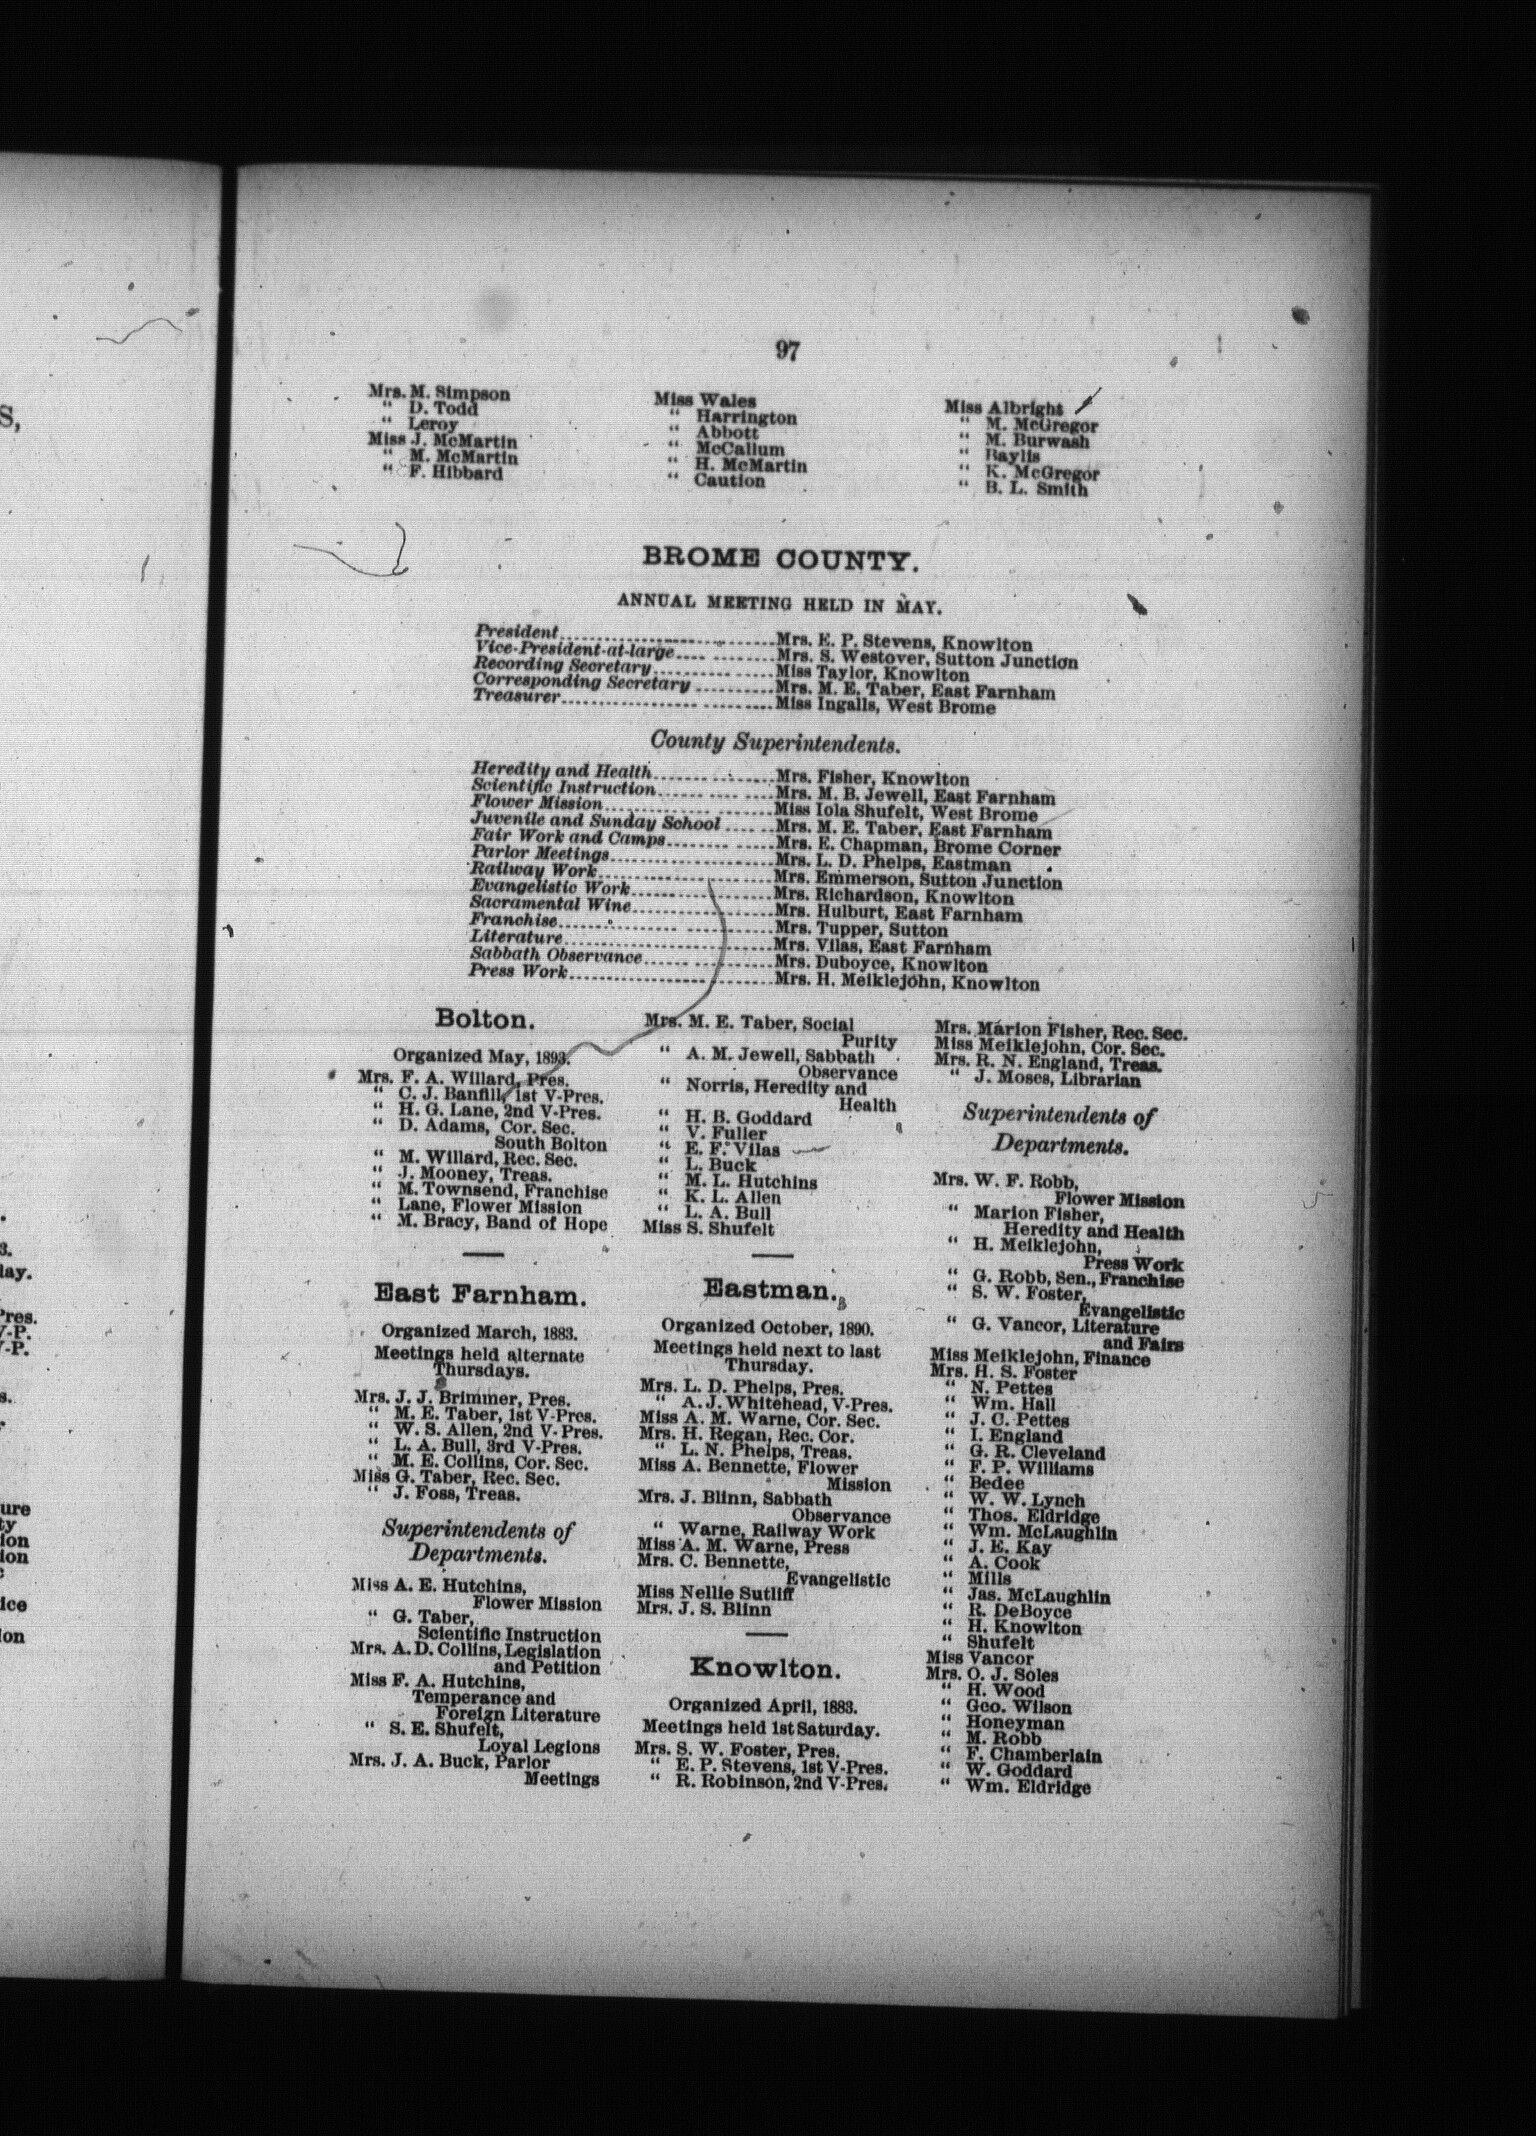 97
Mrs. M. Simpson
" D. Todd
" Leroy
Miss J. McMartin
" M. McMartin
" F. Hibbard
Miss Wales
" Harrington
" Abbott
" McCallum
" H. McMartin
" Caution
Miss Albright
" M. McGregor
" M. Burwash
" Baylis
" K. McGregor
" B. L. Smith
BROME COUNTY.
ANNUAL MEETING HELD IN MAY.
President........................Mrs. E. P. Stevens, Knowlton
Vice-President-at-large............Mrs. S. Westover, Sutton Junction
Recording Secretary..............Miss Taylor, Knowlton
Corresponding Secretary..........Mrs. M. E. Taber, East Farnham
Treasurer........................Miss Ingalls, West Brome
County Superintendents.
Heredity and Health..............Mrs. Fisher, Knowlton
Scientific Instruction..............Mrs. M. B. Jewell, East Farnham
Flower Mission....................Miss Iola Shufelt, West Brome
Juvenile and Sunday School......Mrs. M. E. Taber, East Farnham
Fair Work and Camps.............Mrs. E. Chapman, Brome Corner
Parlor Meetings....................Mrs. L. D. Phelps, Eastman
Railway Work.....................Mrs. Emmerson, Sutton Junction
Evangelistic Work.................Mrs. Richardson, Knowlton
Sacramental Wine.................Mrs. Hulburt, East Farnham
Franchise.........................Mrs. Tupper, Sutton
Literature.........................Mrs. Vilas, East Farnham
Sabbath Observance...............Mrs. Duboyce, Knowlton
Press Work........................Mrs. H. Meiklejohn, Knowlton
Bolton.
Organized May, 1893.
Mrs. F. A. Willard, Pres.
" C. J. Banfill, 1st V-Pres.
" H. G. Lane, 2nd V-Pres.
" D. Adams, Cor. Sec.
South Bolton
" M. Willard, Rec. Sec.
" J. Mooney, Treas.
" M. Townsend, Franchise
" Lane, Flower Mission
" M. Bracy, Band of Hope
East Farnham.
Organized March, 1883.
Meetings held alternate
Thursdays.
Mrs. J. J. Brimmer, Pres.
" M. E. Taber, 1st V-Pres.
" W. S. Allen, 2nd V-Pres.
" L. A. Bull, 3rd V-Pres.
" M. E. Collins, Cor. Sec.
Miss G. Taber, Rec. Sec.
" J. Foss, Treas.
Superintendents of
Departments.
Miss A. E. Hutchins,
Flower Mission
" G. Taber,
Scientific Instruction
Mrs. A. D. Collins, Legislation
and Petition
Miss F. A. Hutchins,
Temperance and
Foreign Literature
" S. E. Shufelt,
Loyal Legions
Mrs. J. A. Buck, Parlor
Meetings
Mrs. M. E. Taber, Social
Purity
" A. M. Jewell, Sabbath
Observance
" Norris, Heredity and
Health
" H. B. Goddard
" V. Fuller
" E. F. Vilas
" L. Buck
" M. L. Hutchins
" K. L. Allen
" L. A. Bull
Miss S. Shufelt
Eastman.
Organized October, 1890.
Meetings held next to last
Thursday.
Mrs. L. D. Phelps, Pres.
" A. J. Whitehead, V-Pres.
Miss A. M. Warne, Cor. Sec.
Mrs. H. Regan, Rec. Cor.
" L. N. Phelps, Treas.
Miss A. Bennette, Flower
Mission
Mrs. J. Blinn, Sabbath
Observance
" Warne, Railway Work
Miss A. M. Warne, Press
Mrs. C. Bennette,
Evangelistic
Miss Nellie Sutliff
Mrs. J. S. Blinn
Knowlton.
Organized April, 1883.
Meetings held 1st Saturday.
Mrs. S. W. Foster, Pres.
" E. P. Stevens, 1st V-Pres.
" R. Robinson, 2nd V-Pres.
Mrs. Marion Fisher, Rec. Sec.
Miss Meiklejohn, Cor. Sec.
Mrs. R. N. England, Treas.
" J. Moses, Librarian
Superintendents of
Departments.
Mrs. W. F. Robb,
Flower Mission
" Marion Fisher,
Heredity and Health
" H. Meiklejohn,
Press Work
" G. Robb, Sen., Franchise
" S. W. Foster,
Evangelistic
" G. Vancor, Literature
and Fairs
Miss Meiklejohn, Finance
Mrs. H. S. Foster
" N. Pettes
" Wm. Hall
" J. C. Pettes
" I. England
" G. R. Cleveland
" F. P. Williams
" Bedee
" W. W. Lynch
" Thos. Eldridge
" Wm. McLaughlin
" J. E. Kay
" A. Cook
" Mills
" Jas. McLaughlin
" R. DeBoyce
" H. Knowlton
" Shufelt
Miss Vancor
Mrs. O. J. Soles
" H. Wood
" Geo. Wilson
" Honeyman
" M. Robb
" F. Chamberlain
" W. Goddard
" Wm. Eldridge